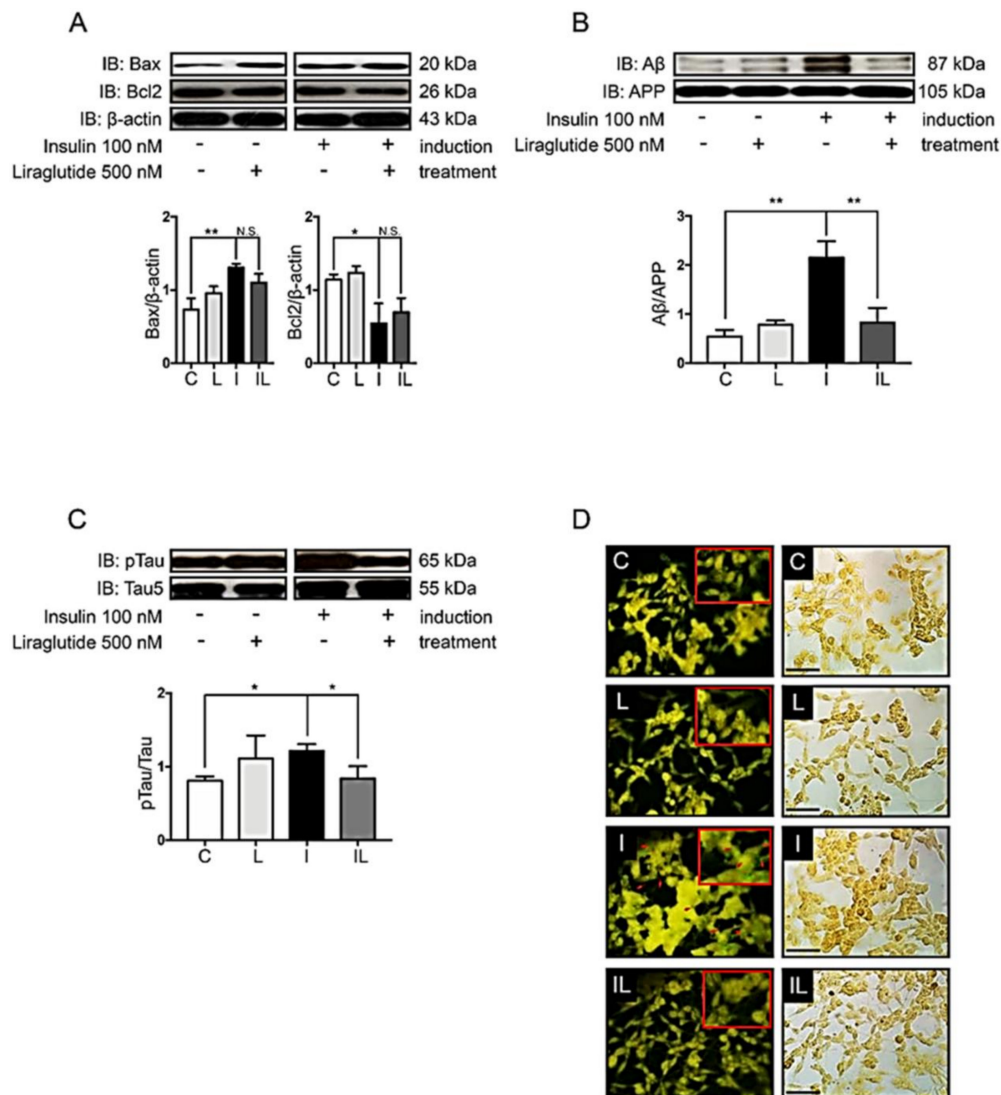 A
IB: Bax 20 kDa
IB: Bcl2 26 kDa
IB: β-actin 43 kDa
Insulin 100 nM - - + + induction
Liraglutide 500 nM - + - + treatment
2
1
0
Bax/β-actin
** N.S.
C L I IL
2
1
0
Bcl2/β-actin
* N.S.
C L I IL
B
IB: Aβ 87 kDa
IB: APP 105 kDa
Insulin 100 nM - - + + induction
Liraglutide 500 nM - + - + treatment
3
2
1
0
Aβ/APP
** **
C L I IL
C
IB: pTau 65 kDa
IB: Tau5 55 kDa
Insulin 100 nM - - + + induction
Liraglutide 500 nM - + - + treatment
2
1
0
pTau/Tau
* *
C L I IL
D
C C
L L
I I
IL IL